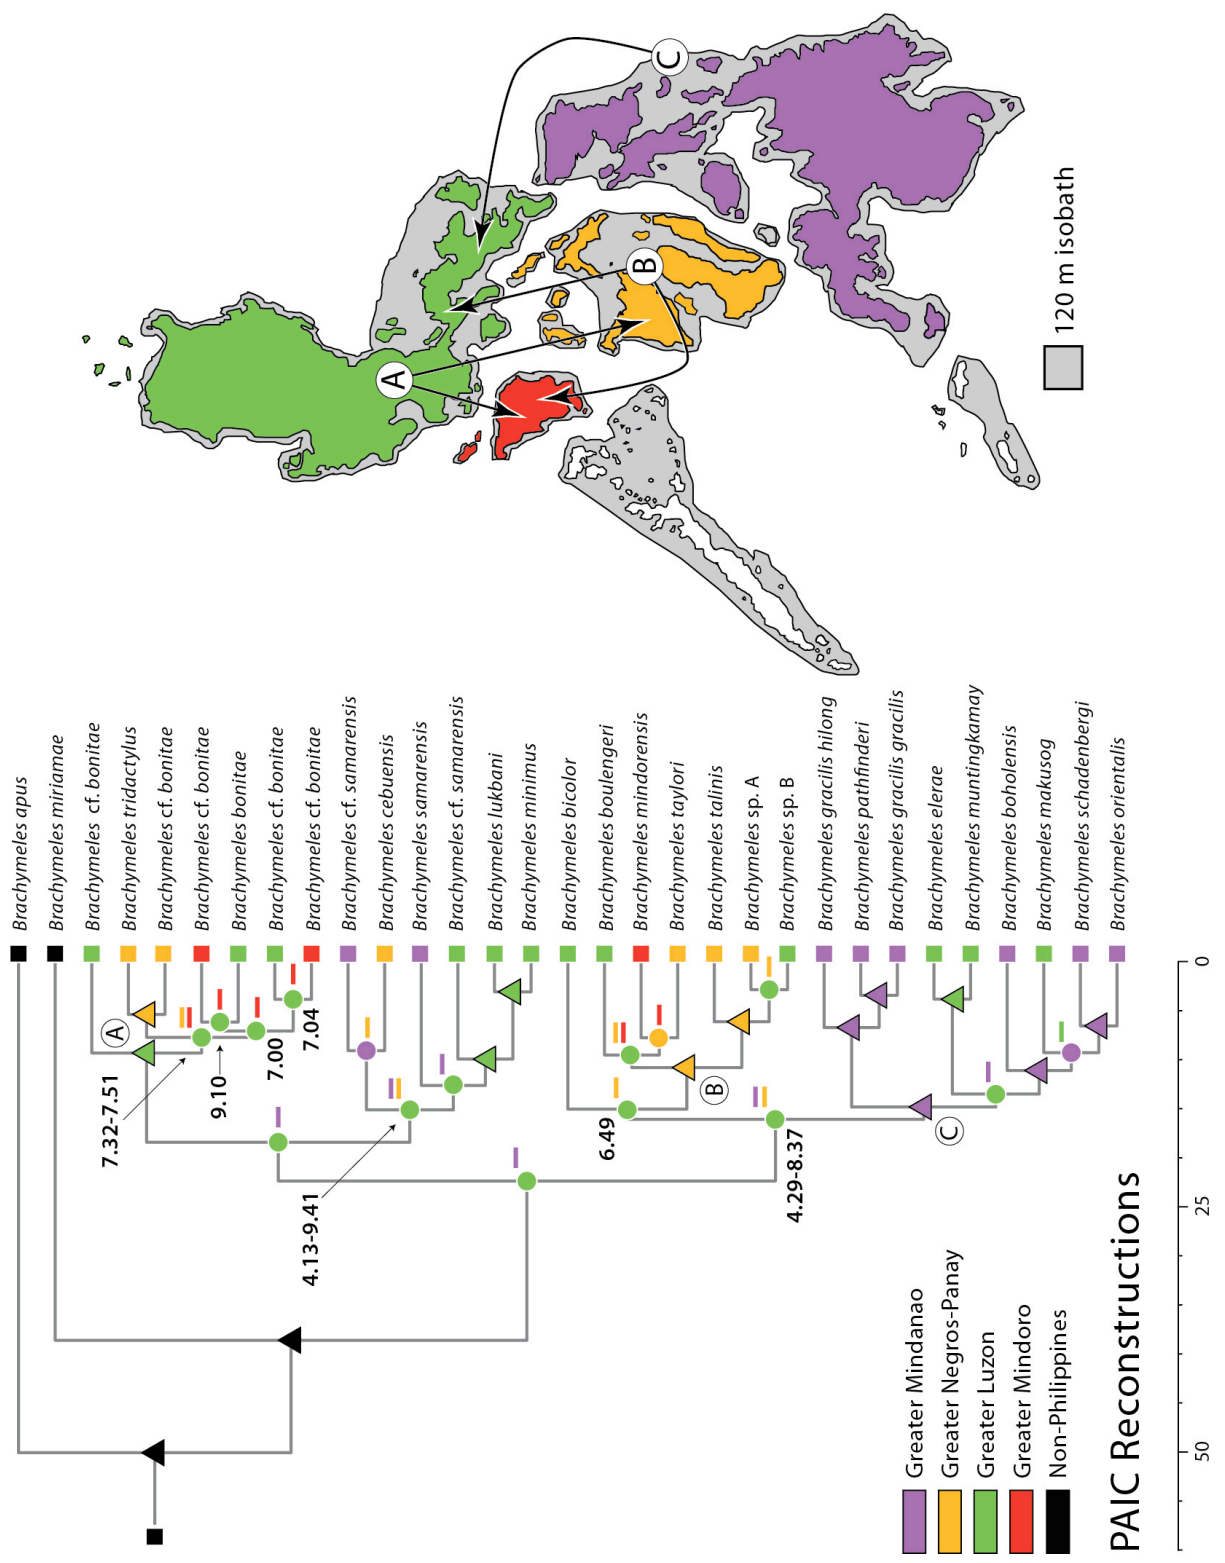 Brachymeles apus
Brachymeles miriamae
Brachymeles cf. bonitae
Brachymeles tridactylus
Brachymeles cf. bonitae
Brachymeles cf. bonitae
Brachymeles bonitae
Brachymeles cf. bonitae
Brachymeles cf. bonitae
Brachymeles cf. samarensis
Brachymeles cebuensis
Brachymeles samarensis
Brachymeles cf. samarensis
Brachymeles lukbani
Brachymeles minimus
Brachymeles bicolor
Brachymeles boulengeri
Brachymeles mindorensis
Brachymeles taylori
Brachymeles talinis
Brachymeles sp. A
Brachymeles sp. B
Brachymeles gracilis hilong
Brachymeles pathfinderi
Brachymeles gracilis gracilis
Brachymeles elerae
Brachymeles muntingkamay
Brachymeles boholensis
Brachymeles makusog
Brachymeles schadenbergi
Brachymeles orientalis
A
7.32-7.51
9.10
7.00
7.04
4.13-9.41
6.49
B
4.29-8.37
C
Greater Mindanao
Greater Negros-Panay
Greater Luzon
Greater Mindoro
Non-Philippines
PAIC Reconstructions
50
25
0
A
B
C
120 m isobath